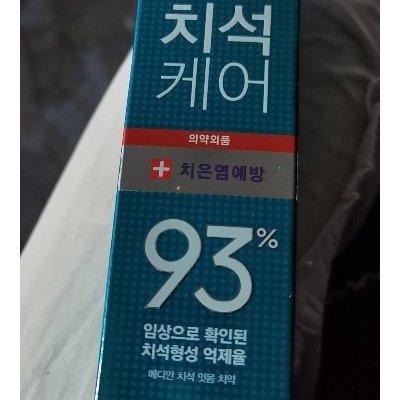 치석
케어
의약외품
치은염예방
93%
임상으로 확인된
치석형성 억제율
메디안 치석 잇몸 치약